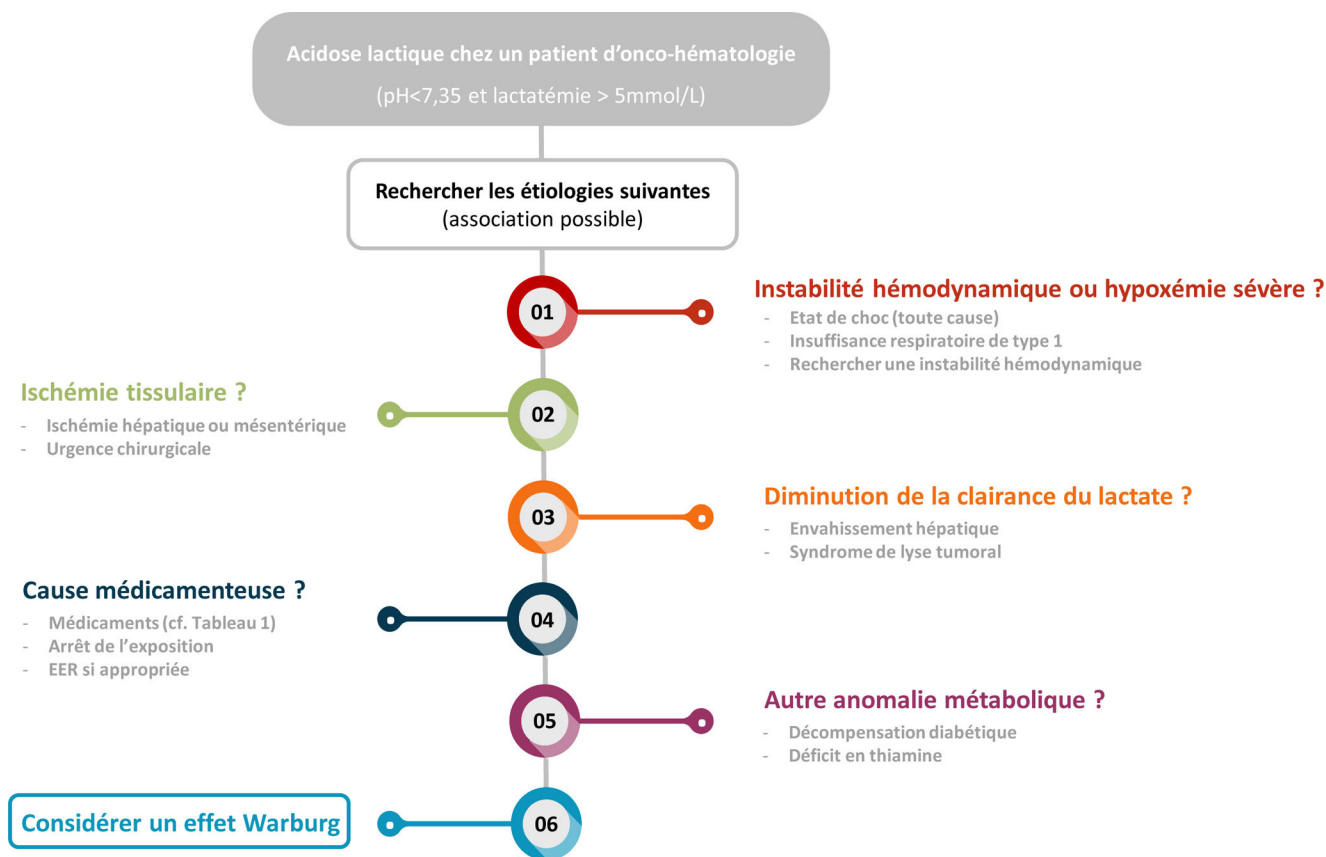 Acidose lactique chez un patient d’onco-hématologie
(pH<7,35 et lactatémie > 5mmol/L)
Rechercher les étiologies suivantes
(association possible)
01
Instabilité hémodynamique ou hypoxémie sévère ?
- Etat de choc (toute cause)
- Insuffisance respiratoire de type 1
- Rechercher une instabilité hémodynamique
Ischémie tissulaire ?
- Ischémie hépatique ou mésentérique
- Urgence chirurgicale
02
03
Diminution de la clairance du lactate ?
- Envahissement hépatique
- Syndrome de lyse tumoral
Cause médicamenteuse ?
- Médicaments (cf. Tableau 1)
- Arrêt de l’exposition
- EER si appropriée
04
05
Autre anomalie métabolique ?
- Décompensation diabétique
- Déficit en thiamine
Considérer un effet Warburg
06